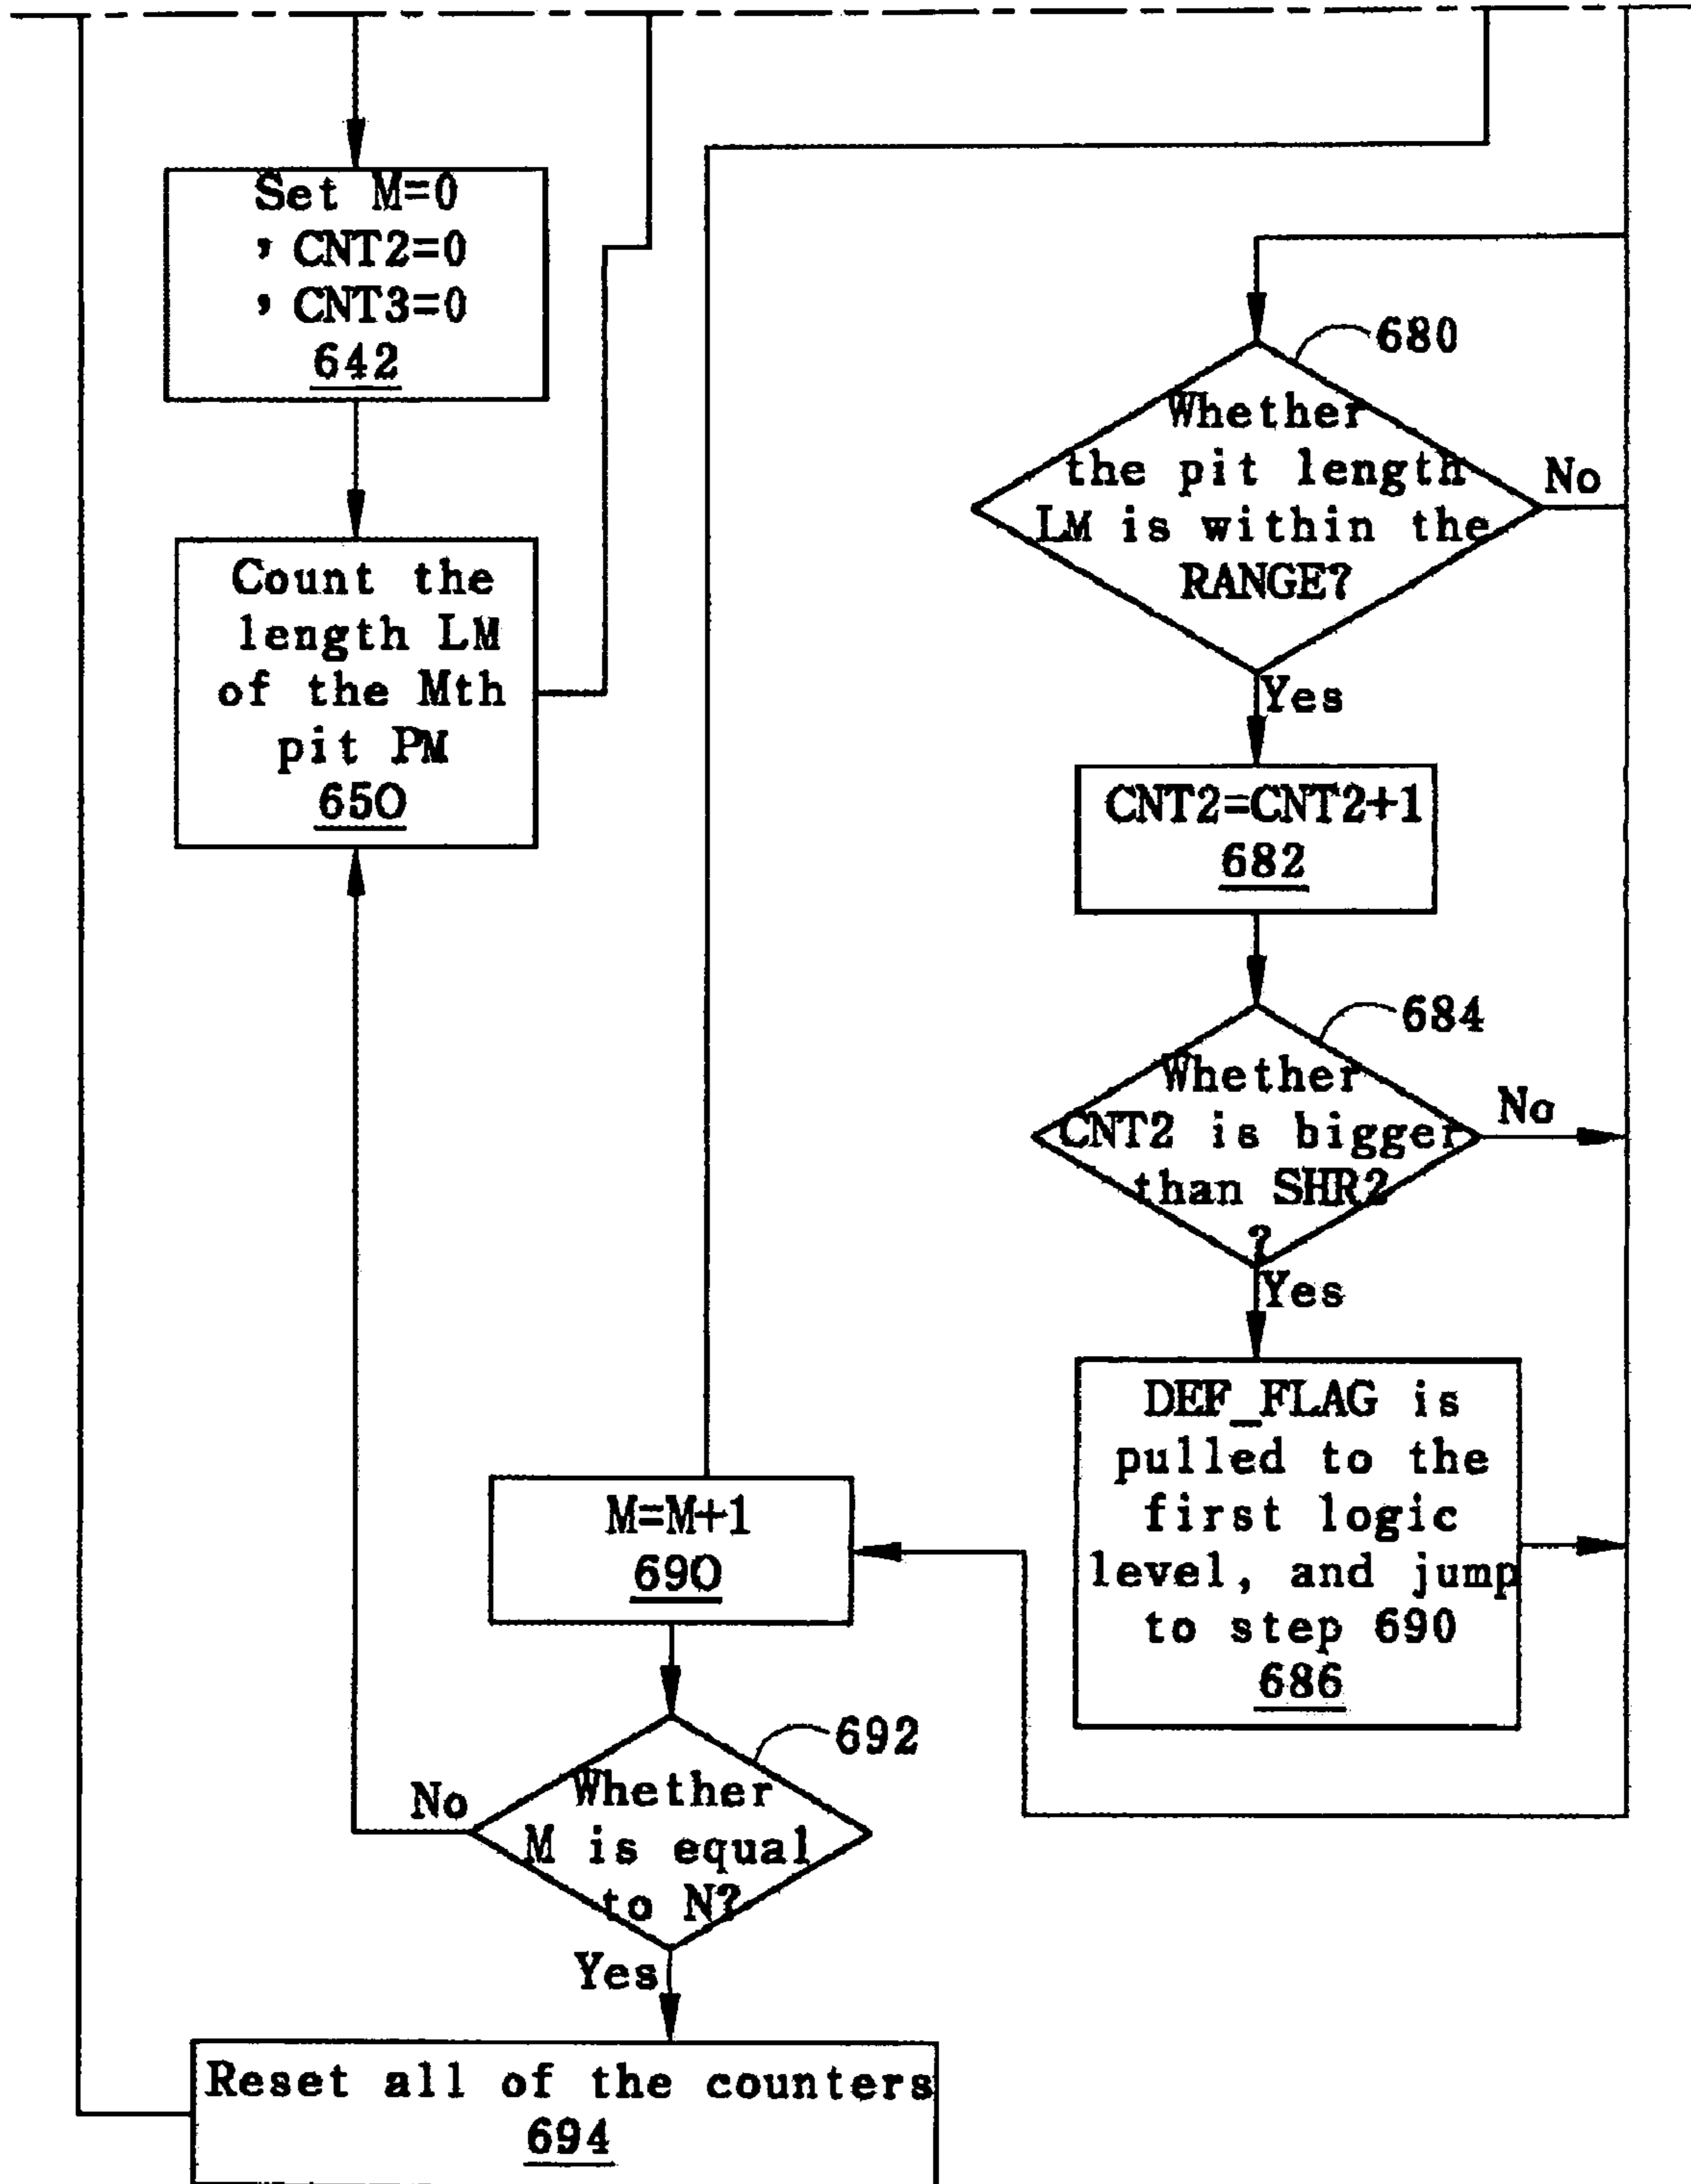 Set M=0
, CNT2=0
, CNT3=0
642
Count the
length LM
of the Mth
pit PM
650
680
Whether
the pit length
LM is within the
RANGE?
No
Yes
CNT2=CNT2+1
682
684
Whether
CNT2 is bigger
than SHR2
?
No
Yes
DEF_FLAG is
pulled to the
first logic
level, and jump
to step 690
686
M=M+1
690
692
Whether
M is equal
to N?
No
Yes
Reset all of the counters
694